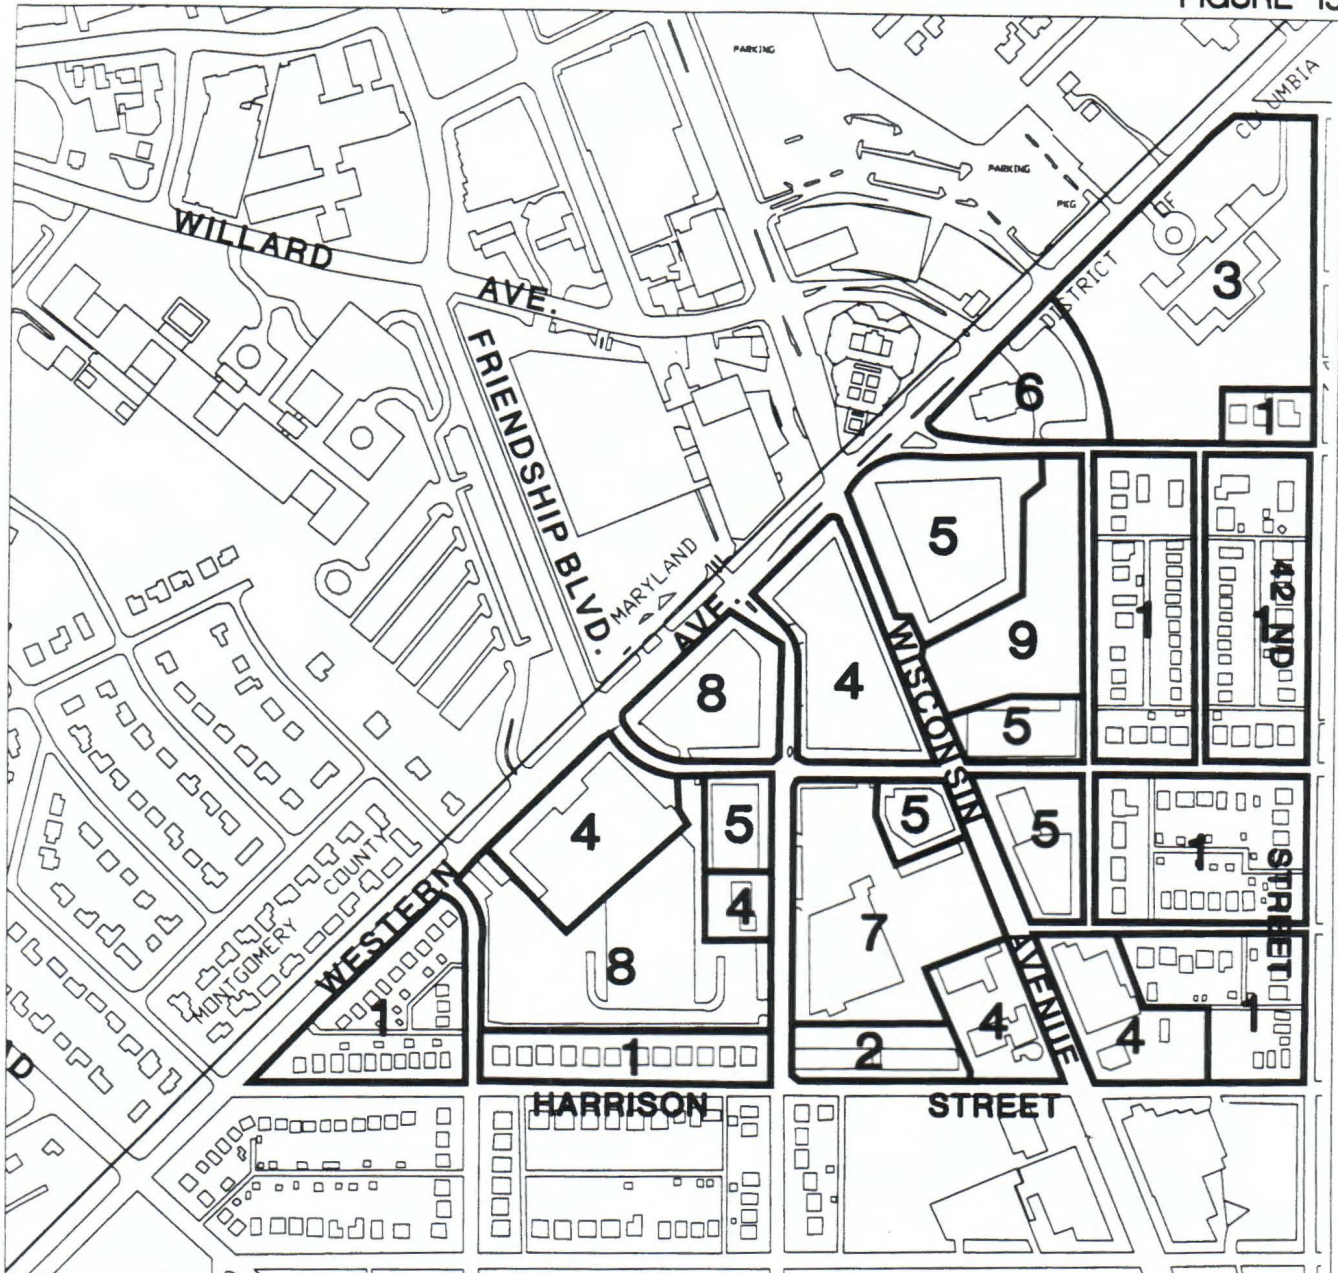 FIGURE 13
PARKING
COLUMBIA
PARKING
PKG
OF
WILLARD
AVE.
DISTRICT
3
FRIENDSHIP BLVD.
6
1
5
MARYLAND
AVE.
WISCONSIN
42 ND
1
1
9
8
4
5
4
5
5
5
1
STREET
COUNTY
WESTERN
MONTGOMERY
4
7
8
AVENUE
1
4
4
1
1
2
HARRISON
STREET